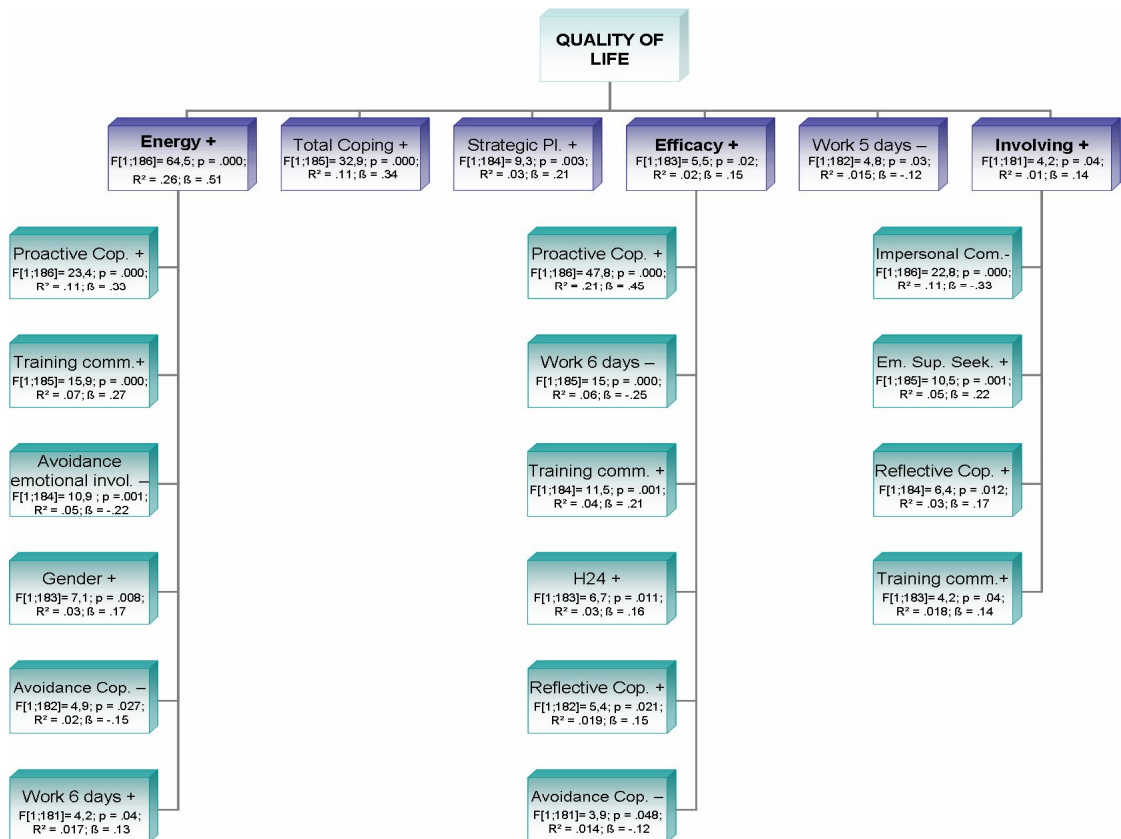 QUALITY OF
LIFE
Energy +
F[1;186]= 64,5; p = .000;
R² = .26; ß = .51
Total Coping +
F[1;185]= 32,9; p = .000;
R² = .11; ß = .34
Strategic Pl. +
F[1;184]= 9,3; p = .003;
R² = .03; ß = .21
Efficacy +
F[1;183]= 5,5; p = .02;
R² = .02; ß = .15
Work 5 days –
F[1;182]= 4,8; p = .03;
R² = .015; ß = -.12
Involving +
F[1;181]= 4,2; p = .04;
R² = .01; ß = .14
Proactive Cop. +
F[1;186]= 23,4; p = .000;
R² = .11; ß = .33
Training comm.+
F[1;185]= 15,9; p = .000;
R² = .07; ß = .27
Avoidance
emotional invol. –
F[1;184]= 10,9 ; p =.001;
R² = .05; ß = -.22
Gender +
F[1;183]= 7,1; p = .008;
R² = .03; ß = .17
Avoidance Cop. –
F[1;182]= 4,9; p = .027;
R² = .02; ß = -.15
Work 6 days +
F[1;181]= 4,2; p = .04;
R² = .017; ß = .13
Proactive Cop. +
F[1;186]= 47,8; p = .000;
R² = .21; ß = .45
Work 6 days –
F[1;185]= 15; p = .000;
R² = .06; ß = -.25
Training comm. +
F[1;184]= 11,5; p = .001;
R² = .04; ß = .21
H24 +
F[1;183]= 6,7; p = .011;
R² = .03; ß = .16
Reflective Cop. +
F[1;182]= 5,4; p = .021;
R² = .019; ß = .15
Avoidance Cop. –
F[1;181]= 3,9; p = .048;
R² = .014; ß = -.12
Impersonal Com.-
F[1;186]= 22,8; p = .000;
R² = .11; ß = -.33
Em. Sup. Seek. +
F[1;185]= 10,5; p = .001;
R² = .05; ß = .22
Reflective Cop. +
F[1;184]= 6,4; p = .012;
R² = .03; ß = .17
Training comm.+
F[1;183]= 4,2; p = .04;
R² = .018; ß = .14